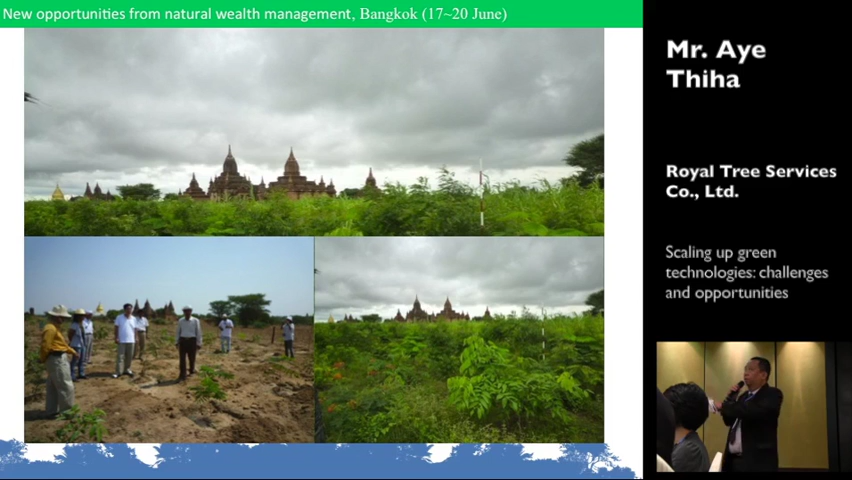 New opportunities from natural wealth management, Bangkok (17~20 June)
Mr. Aye
Thiha
Royal Tree Services
Co., Ltd.
Scaling up green
technologies: challenges
and opportunities